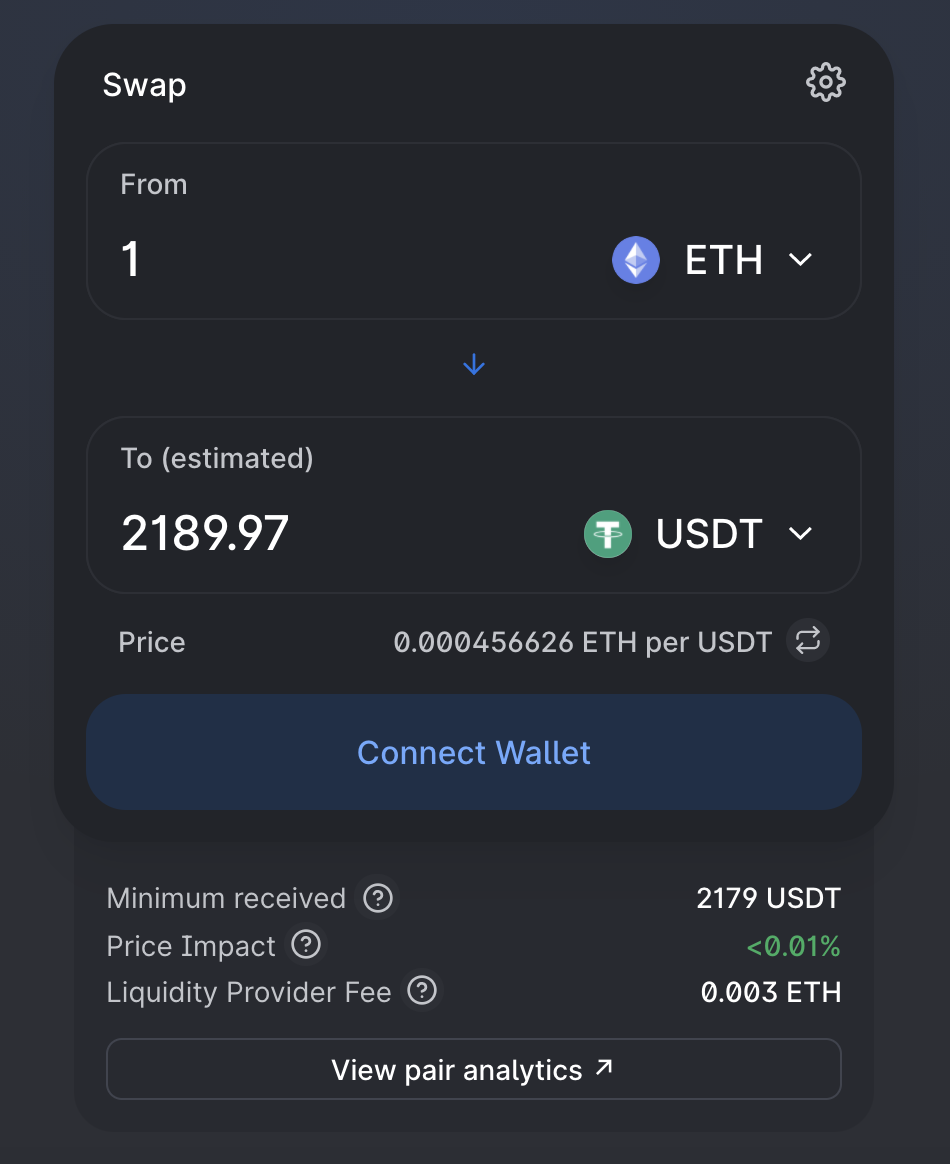 Swap
From
1 ETH
To (estimated)
2189.97 USDT
Price 0.000456626 ETH per USDT
Connect Wallet
Minimum received ? 2179 USDT
Price Impact ? <0.01%
Liquidity Provider Fee ? 0.003 ETH
View pair analytics ↗